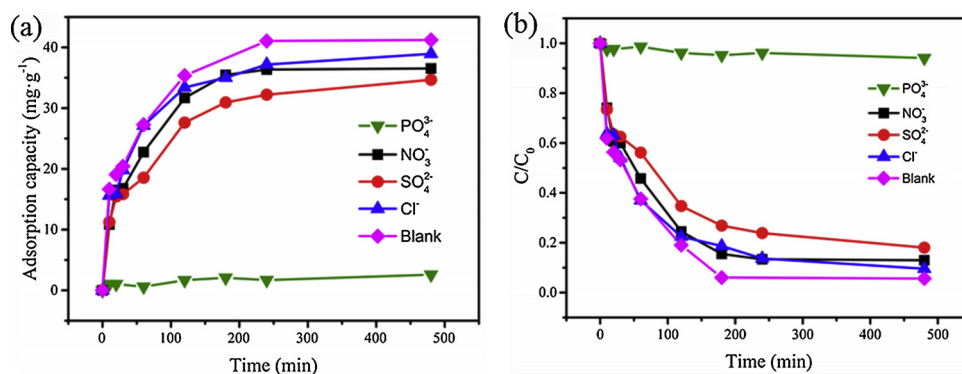 (a)
Adsorption capacity (mg·g⁻¹)
40
30
20
10
0
PO₄³⁻
NO₃⁻
SO₄²⁻
Cl⁻
Blank
0 100 200 300 400 500
Time (min)
(b)
C/C₀
1.0
0.8
0.6
0.4
0.2
0.0
PO₄³⁻
NO₃⁻
SO₄²⁻
Cl⁻
Blank
0 100 200 300 400 500
Time (min)